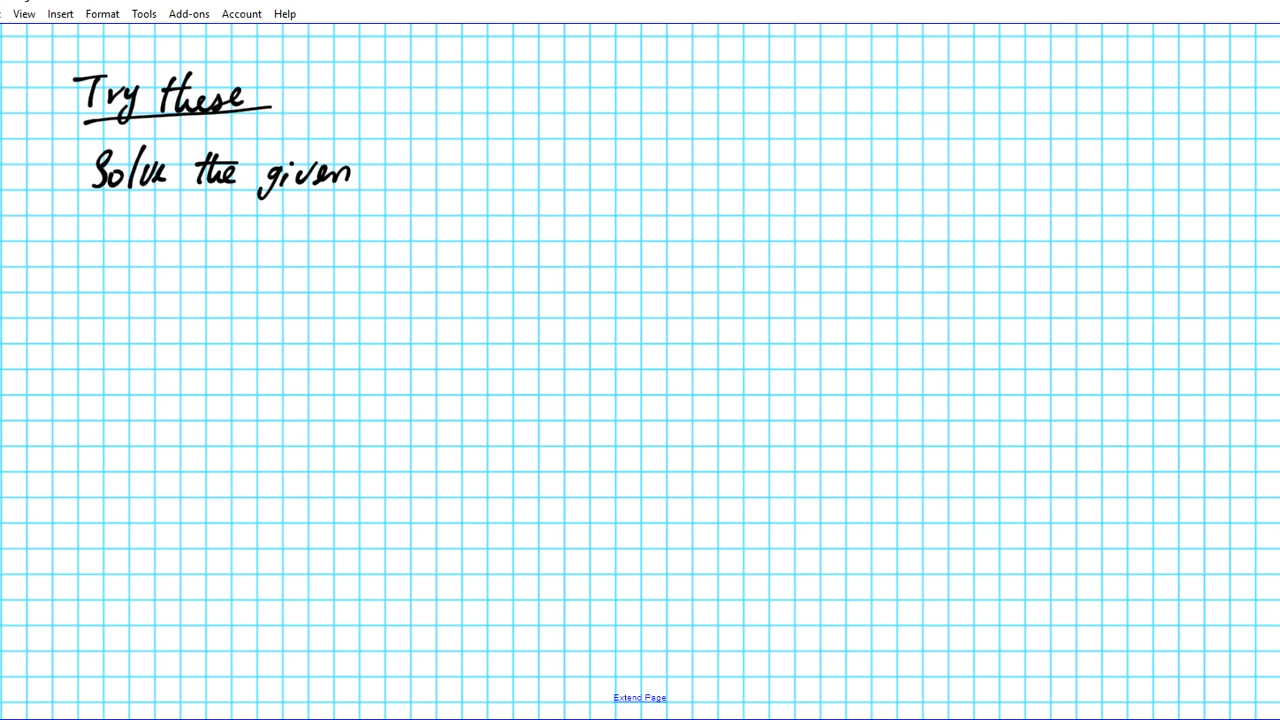 View Insert Format Tools Add-ons Account Help
Try these
Solve the given
Extend Page